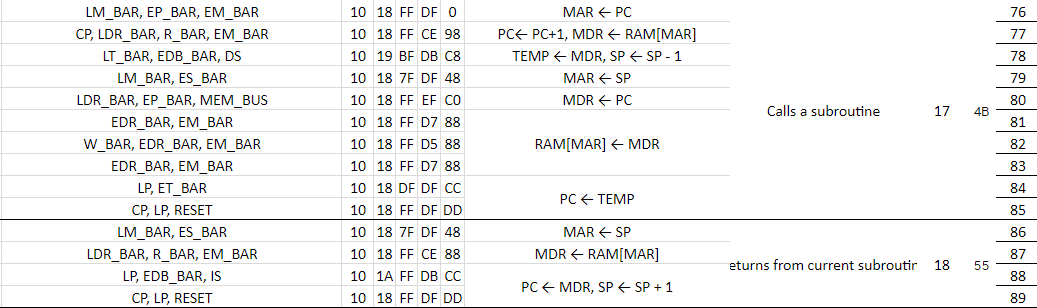 LM_BAR, EP_BAR, EM_BAR 10 18 FF DF 0 MAR ← PC 76
CP, LDR_BAR, R_BAR, EM_BAR 10 18 FF CE 98 PC← PC+1, MDR ← RAM[MAR] 77
LT_BAR, EDB_BAR, DS 10 19 BF DB C8 TEMP ← MDR, SP ← SP - 1 78
LM_BAR, ES_BAR 10 18 7F DF 48 MAR ← SP 79
LDR_BAR, EP_BAR, MEM_BUS 10 18 FF EF C0 MDR ← PC 80
Calls a subroutine 17 4B
EDR_BAR, EM_BAR 10 18 FF D7 88 81
W_BAR, EDR_BAR, EM_BAR 10 18 FF D5 88 RAM[MAR] ← MDR 82
EDR_BAR, EM_BAR 10 18 FF D7 88 83
LP, ET_BAR 10 18 DF DF CC 84
PC ← TEMP
CP, LP, RESET 10 18 FF DF DD 85
LM_BAR, ES_BAR 10 18 7F DF 48 MAR ← SP 86
LDR_BAR, R_BAR, EM_BAR 10 18 FF CE 88 MDR ← RAM[MAR] 87
eturns from current subroutin 18 55
LP, EDB_BAR, IS 10 1A FF DB CC 88
PC ← MDR, SP ← SP + 1
CP, LP, RESET 10 18 FF DF DD 89